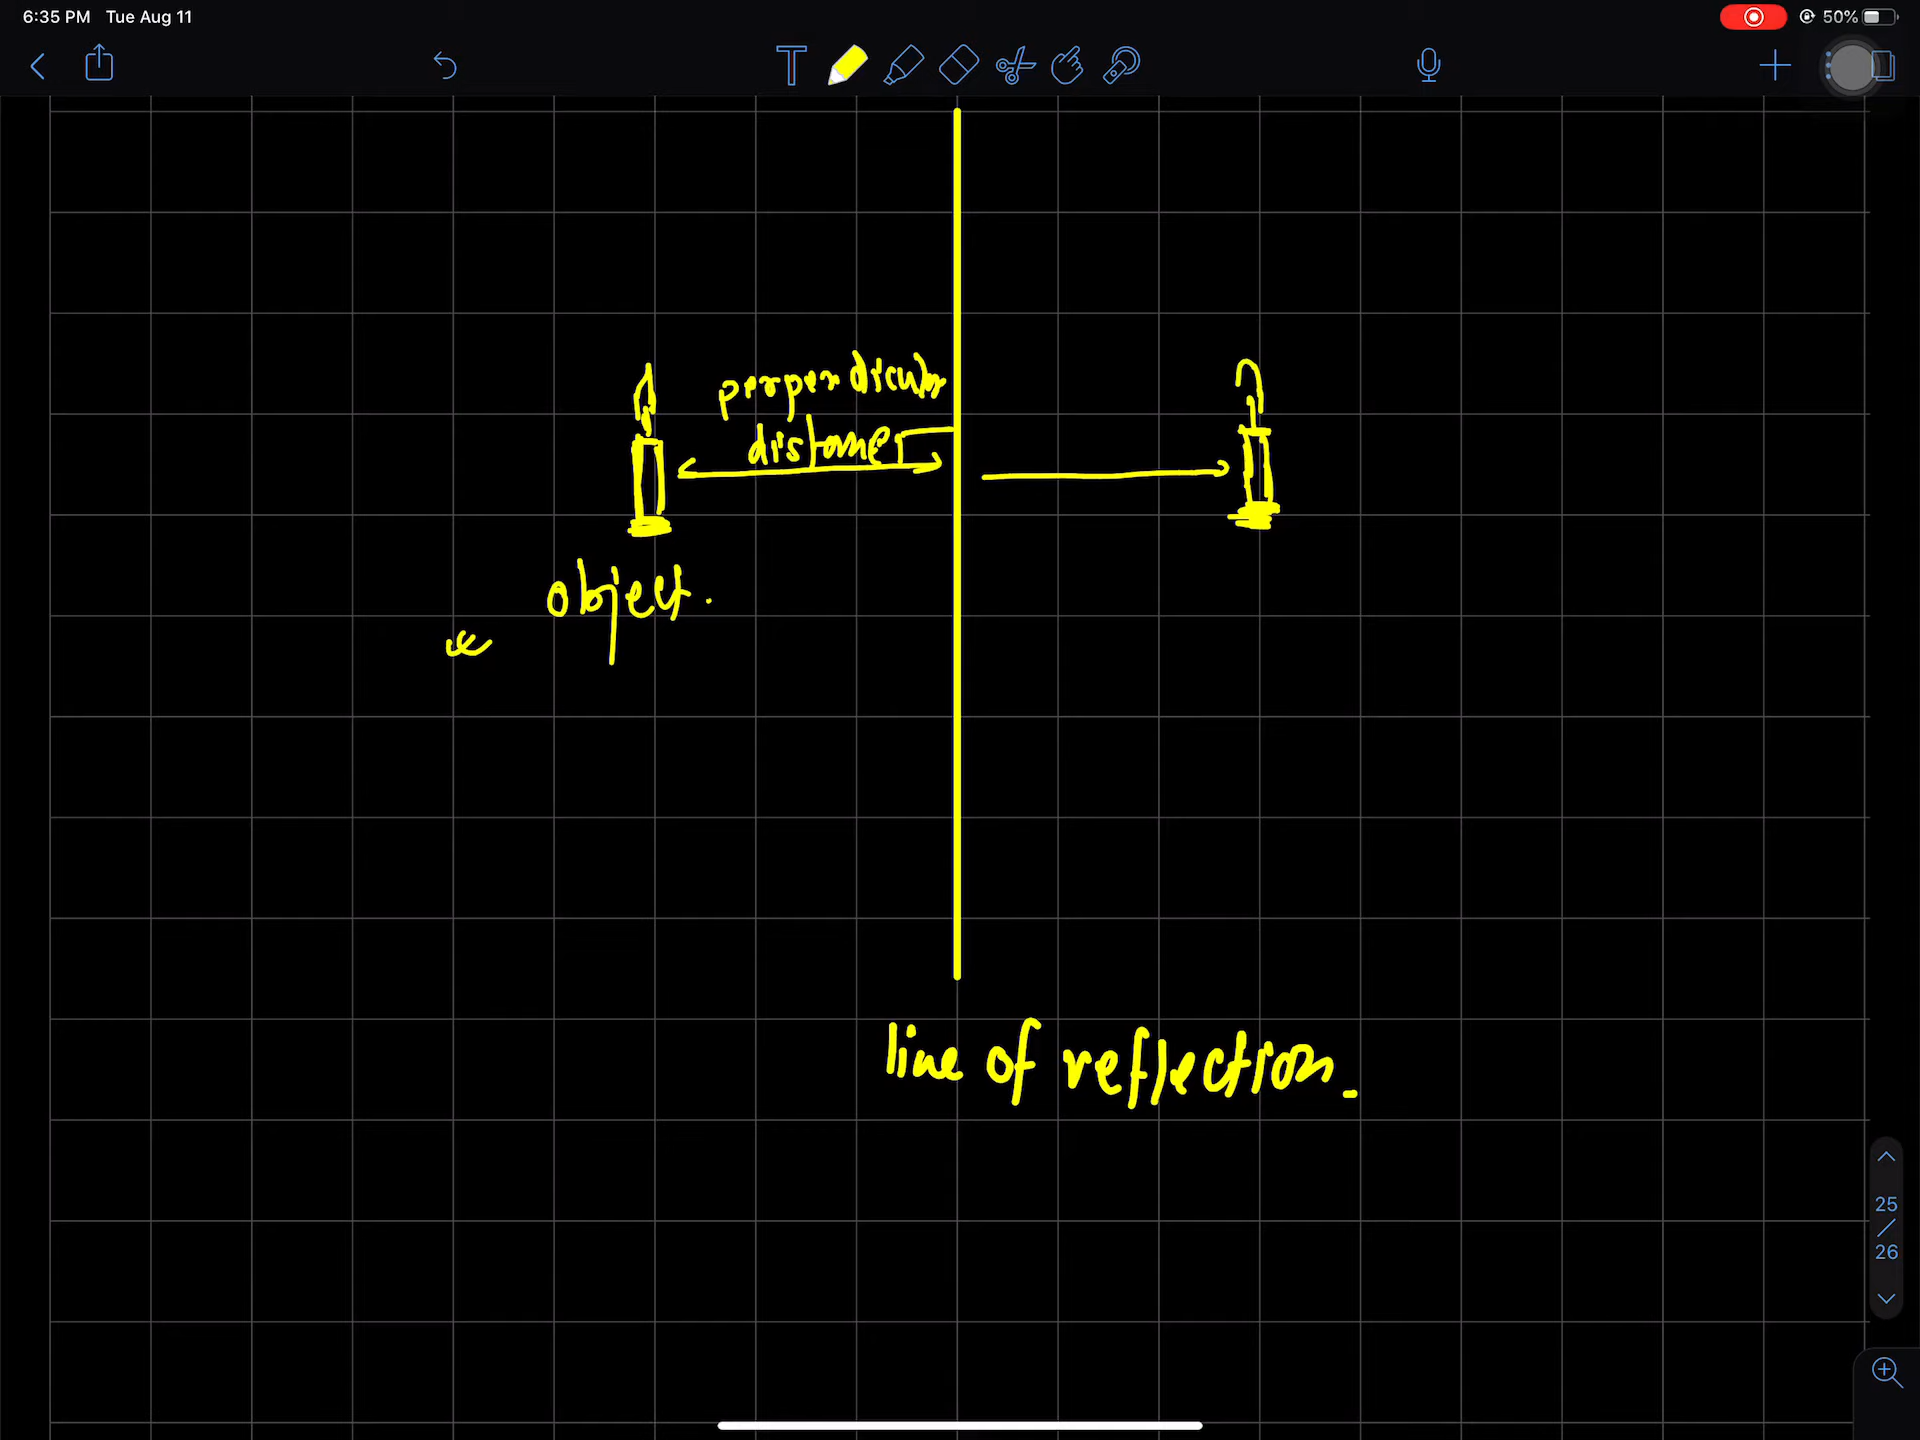 6:35 PM Tue Aug 11
50%
T
perpendicular
distance
object.
line of reflection.
25
/
26